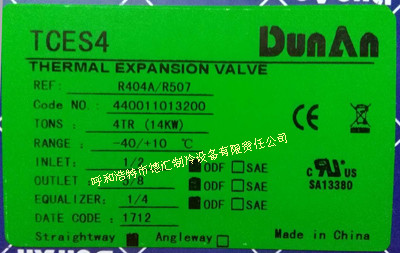 TCES4 DunAn
THERMAL EXPANSION VALVE
REF: R404A/R507
Code NO. 440011013200
TONS : 4TR (14KW)
RANGE : -40/+10 ℃
INLET: 1/2 ODF SAE
OUTLET 5/8 ODF SAE
EQUALIZER: 1/4 ODF SAE
DATE CODE : 1712
Straightway Angleway Made in China
CE
c RU US
SA13380
呼和浩特市德汇制冷设备有限责任公司